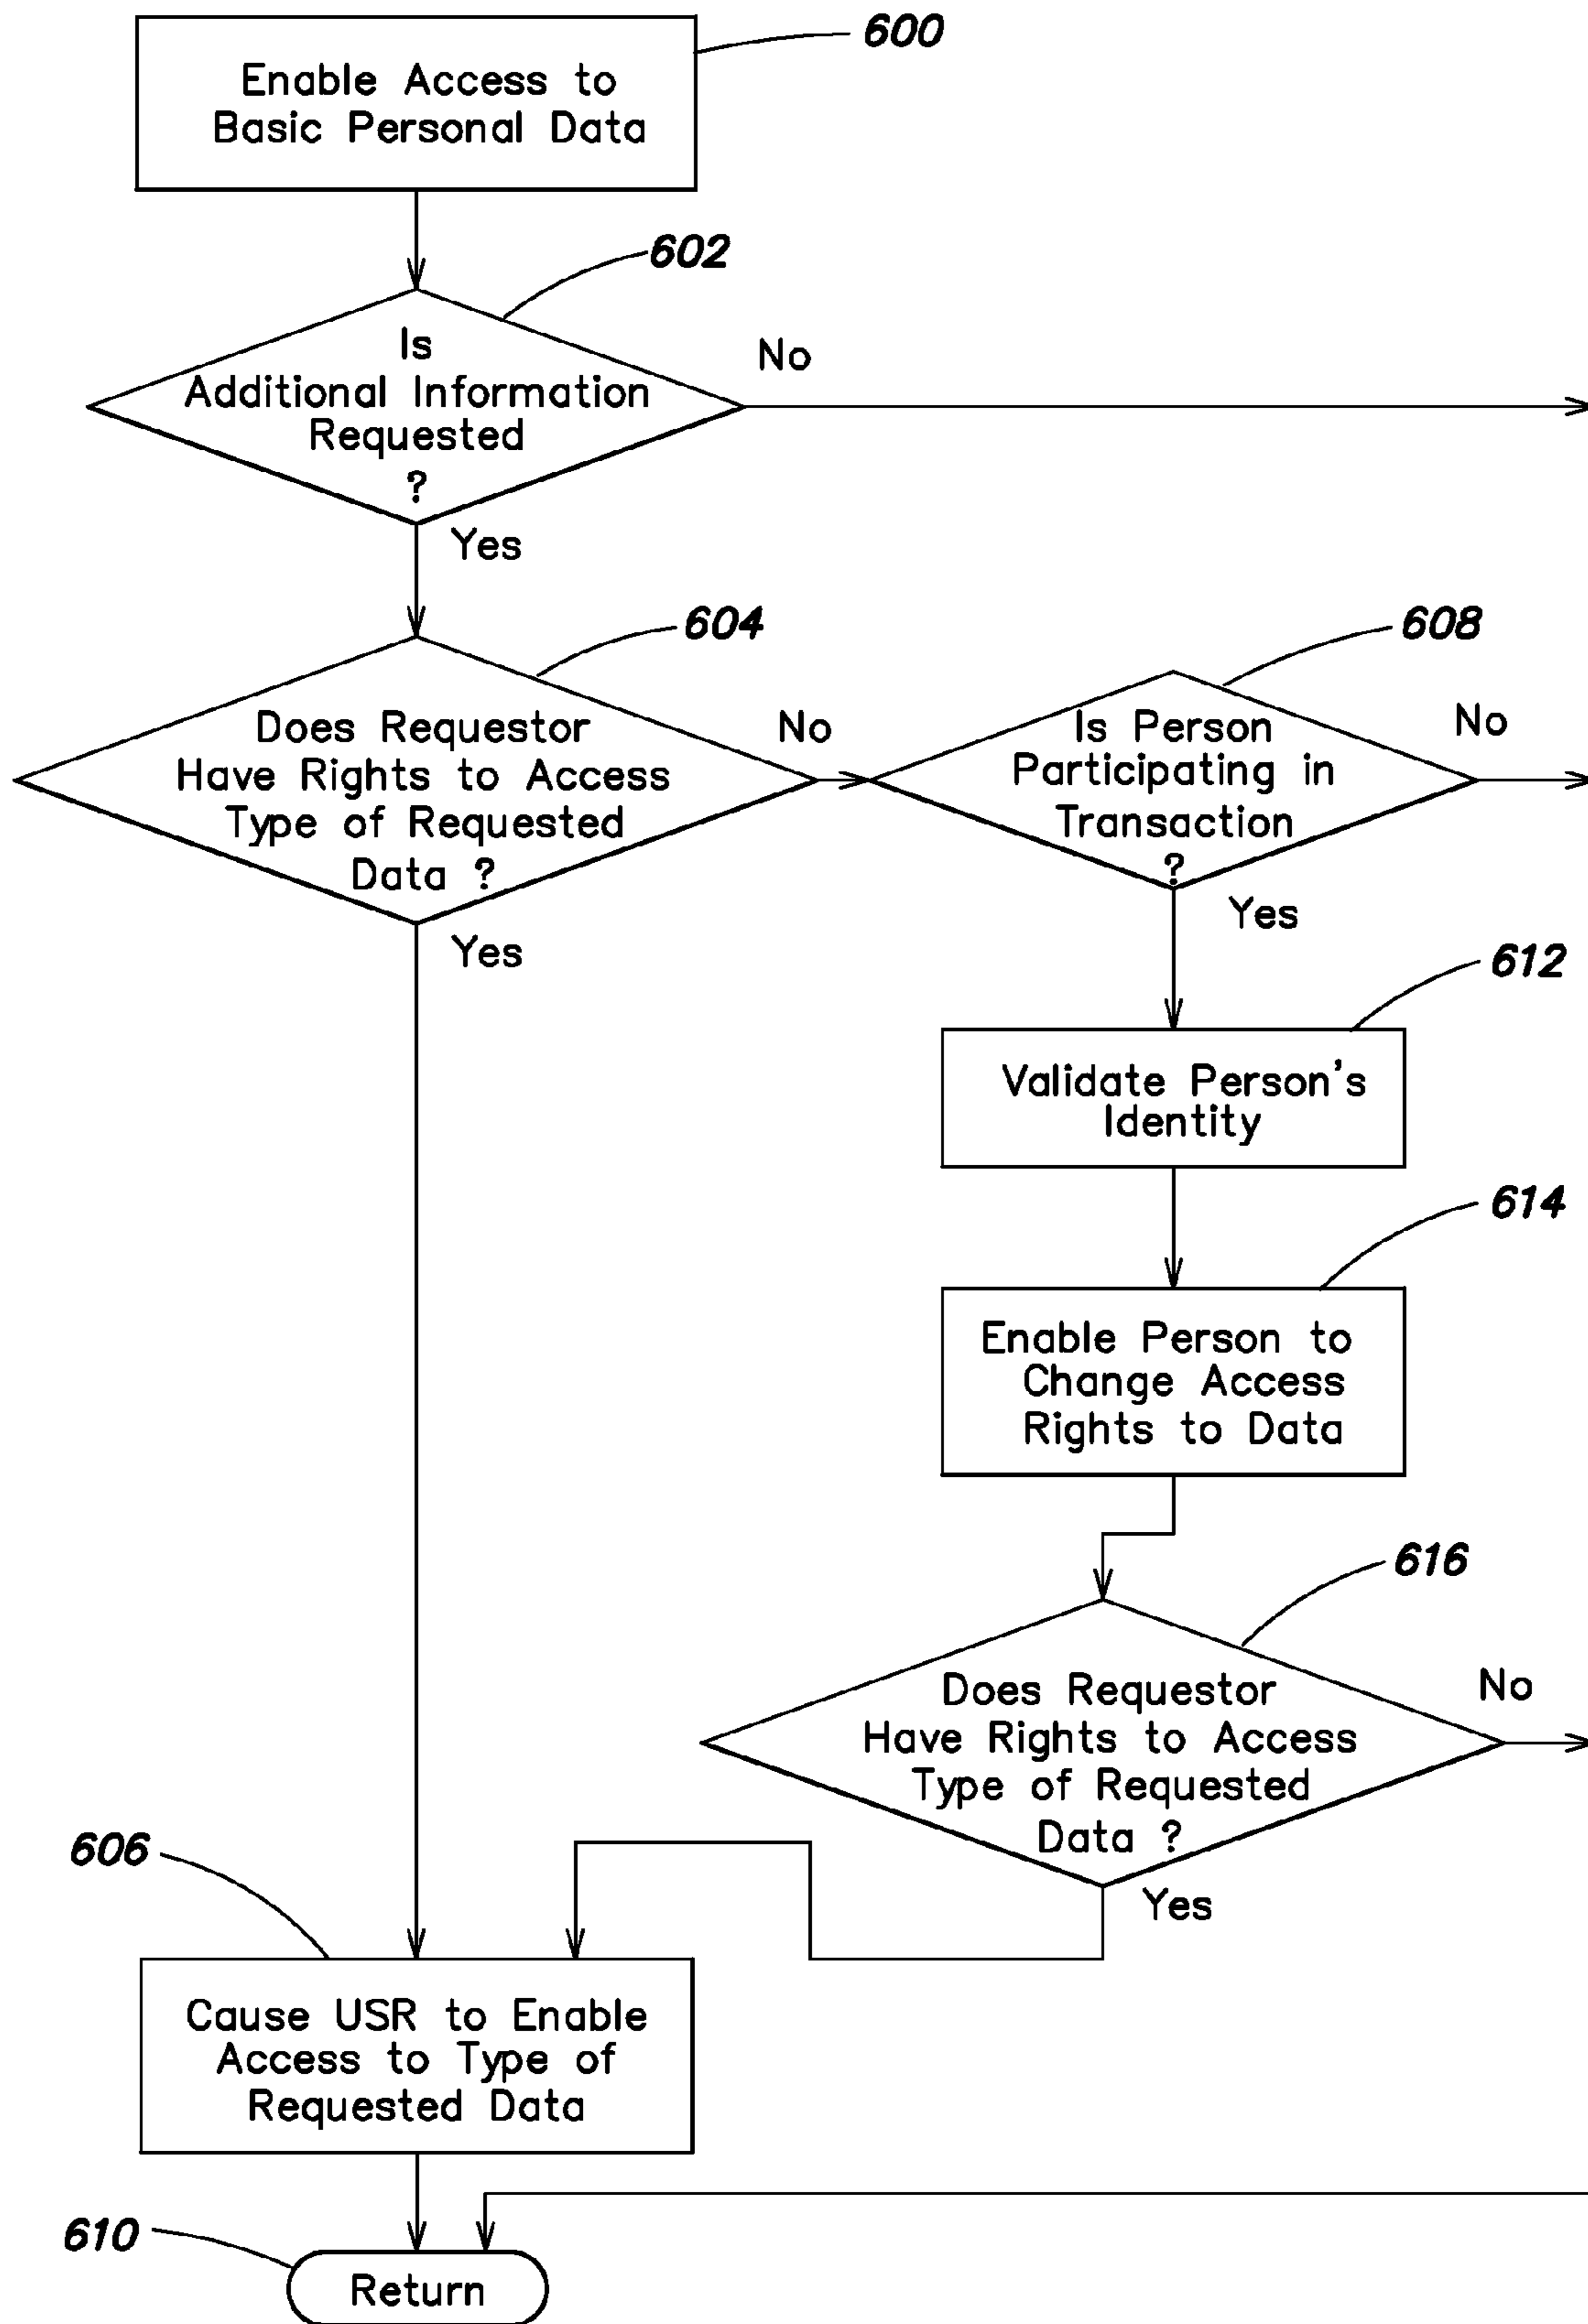 600
Enable Access to
Basic Personal Data
602
Is
Additional Information
Requested
?
No
Yes
604
Does Requestor
Have Rights to Access
Type of Requested
Data ?
No
Yes
608
Is Person
Participating in
Transaction
?
No
Yes
612
Validate Person's
Identity
614
Enable Person to
Change Access
Rights to Data
616
Does Requestor
Have Rights to Access
Type of Requested
Data ?
No
Yes
606
Cause USR to Enable
Access to Type of
Requested Data
610
Return